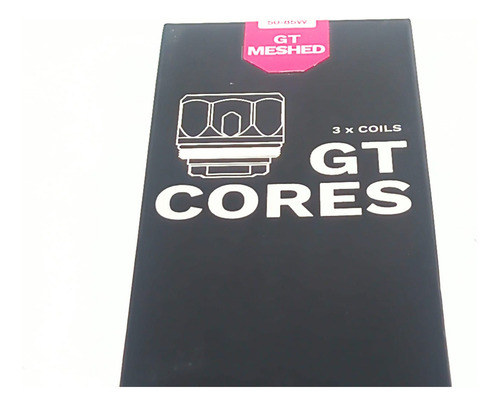 50-85W
GT
MESHED
3 x COILS
GT
CORES